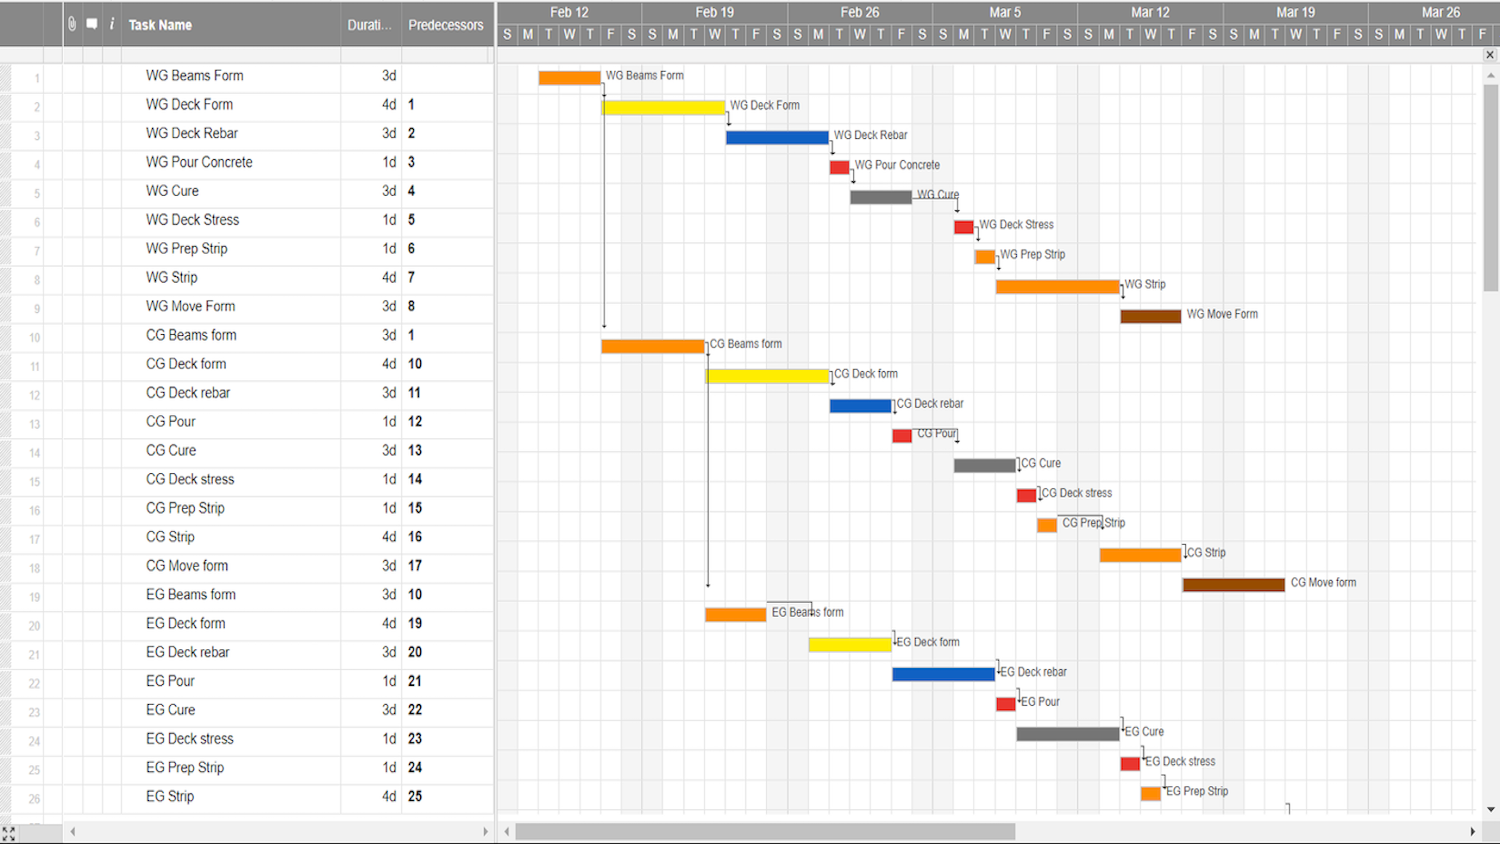 Feb 12 Feb 19 Feb 26 Mar 5 Mar 12 Mar 19 Mar 26
i Task Name Durati... Predecessors
S M T W T F S S M T W T F S S M T W T F S S M T W T F S S M T W T F S S M T W T F S S M T W T F
1 WG Beams Form 3d WG Beams Form
2 WG Deck Form 4d 1 WG Deck Form
3 WG Deck Rebar 3d 2 WG Deck Rebar
4 WG Pour Concrete 1d 3 WG Pour Concrete
5 WG Cure 3d 4 WG Cure
6 WG Deck Stress 1d 5 WG Deck Stress
7 WG Prep Strip 1d 6 WG Prep Strip
8 WG Strip 4d 7 WG Strip
9 WG Move Form 3d 8 WG Move Form
10 CG Beams form 3d 1 CG Beams form
11 CG Deck form 4d 10 CG Deck form
12 CG Deck rebar 3d 11 CG Deck rebar
13 CG Pour 1d 12 CG Pour
14 CG Cure 3d 13 CG Cure
15 CG Deck stress 1d 14 CG Deck stress
16 CG Prep Strip 1d 15 CG Prep Strip
17 CG Strip 4d 16 CG Strip
18 CG Move form 3d 17 CG Move form
19 EG Beams form 3d 10 EG Beams form
20 EG Deck form 4d 19 EG Deck form
21 EG Deck rebar 3d 20 EG Deck rebar
22 EG Pour 1d 21 EG Pour
23 EG Cure 3d 22 EG Cure
24 EG Deck stress 1d 23 EG Deck stress
25 EG Prep Strip 1d 24 EG Prep Strip
26 EG Strip 4d 25